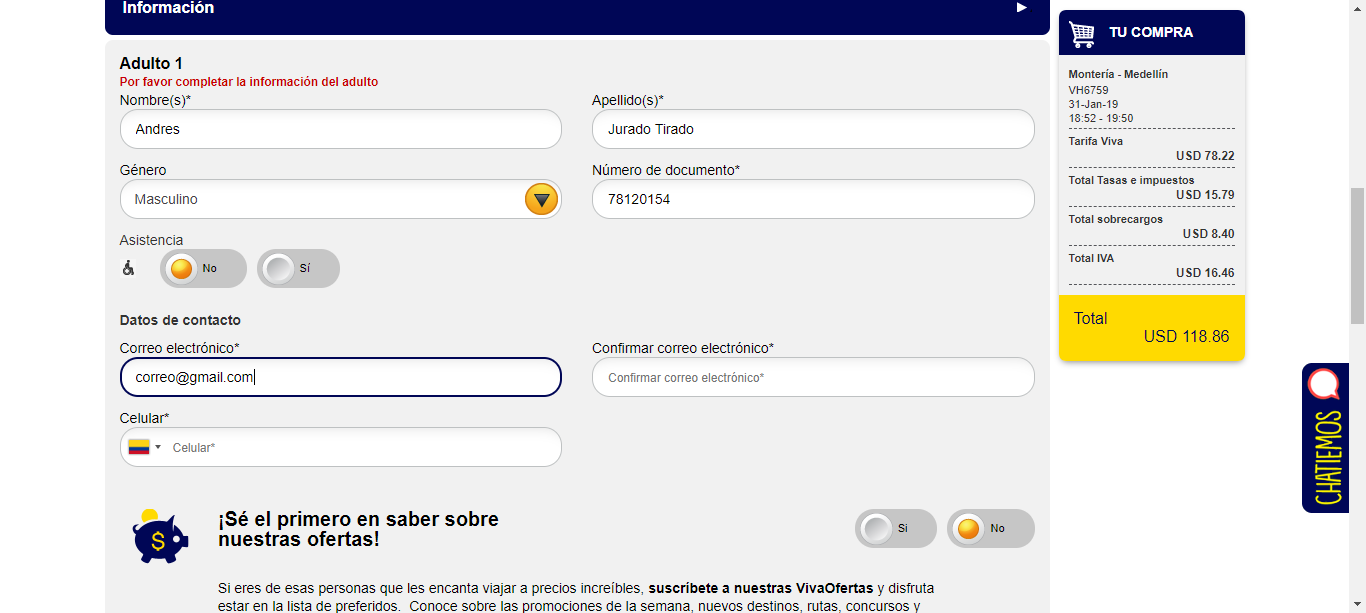 Información
TU COMPRA
Adulto 1
Por favor completar la información del adulto
Nombre(s)*
Apellido(s)*
Andres
Jurado Tirado
Género
Número de documento*
Masculino
78120154
Asistencia
No
Sí
Datos de contacto
Correo electrónico*
Confirmar correo electrónico*
correo@gmail.com
Confirmar correo electrónico*
Celular*
Celular*
$
¡Sé el primero en saber sobre
nuestras ofertas!
Si
No
Si eres de esas personas que les encanta viajar a precios increíbles, suscríbete a nuestras VivaOfertas y disfruta
estar en la lista de preferidos. Conoce sobre las promociones de la semana, nuevos destinos, rutas, concursos y
Montería - Medellín
VH6759
31-Jan-19
18:52 - 19:50
Tarifa Viva
USD 78.22
Total Tasas e impuestos
USD 15.79
Total sobrecargos
USD 8.40
Total IVA
USD 16.46
Total
USD 118.86
CHATIEMOS